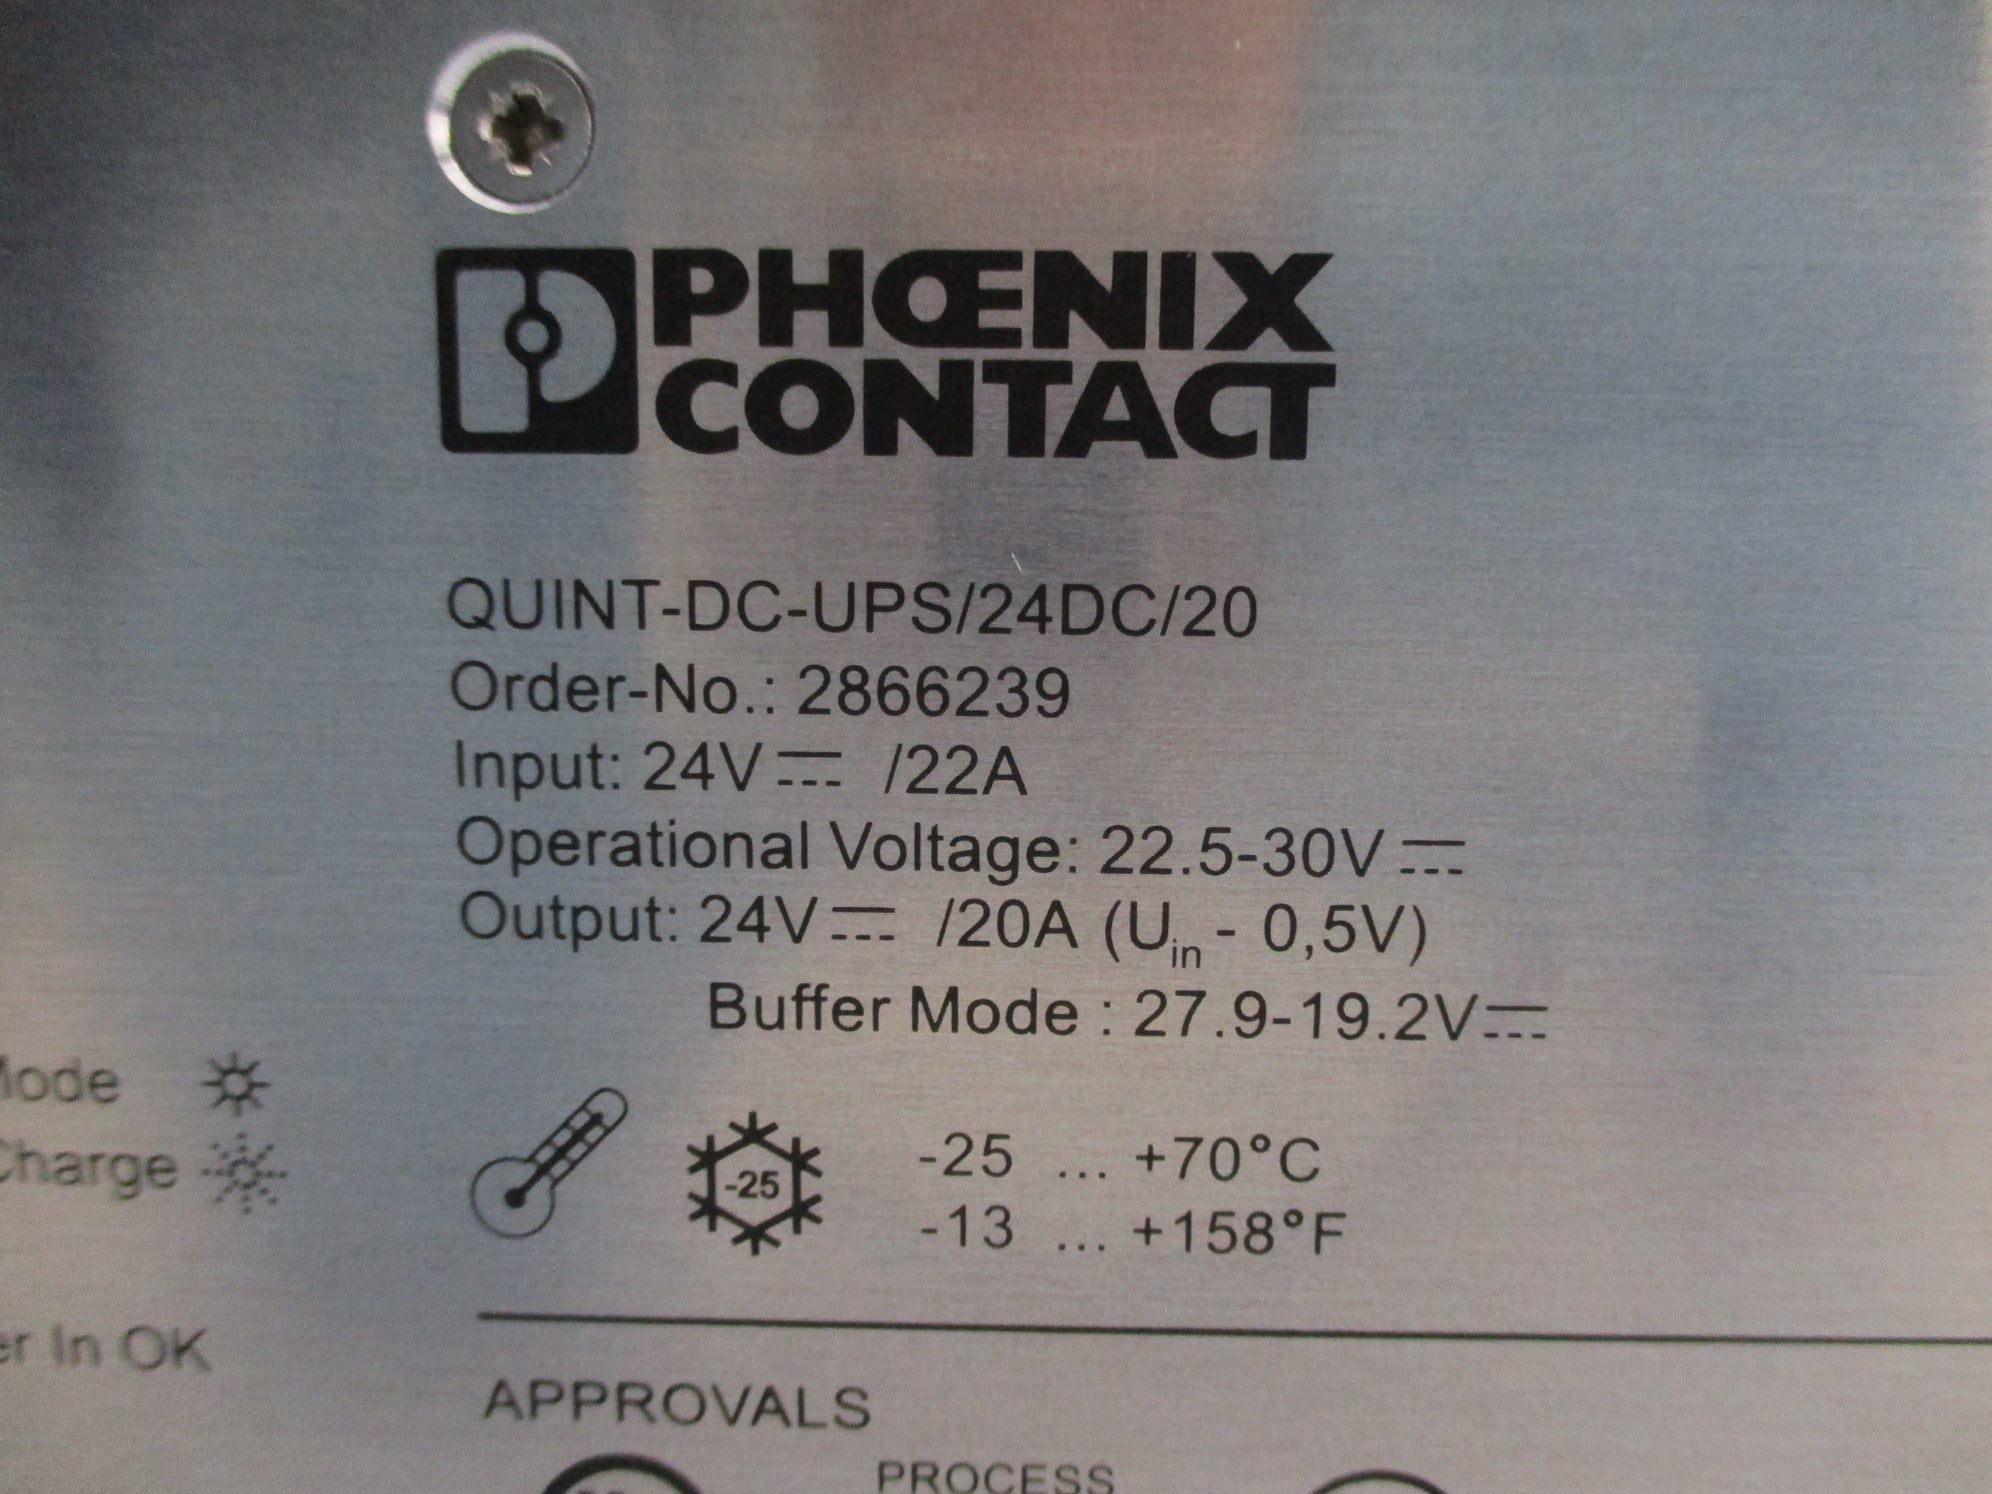 PHŒNIX
CONTACT
QUINT-DC-UPS/24DC/20
Order-No.: 2866239
Input: 24V⎓ /22A
Operational Voltage: 22.5-30V⎓
Output: 24V⎓ /20A (Uin - 0,5V)
Buffer Mode : 27.9-19.2V⎓
-25 -25 ... +70°C
-13 ... +158°F
Charge
In OK
APPROVALS
PROCESS